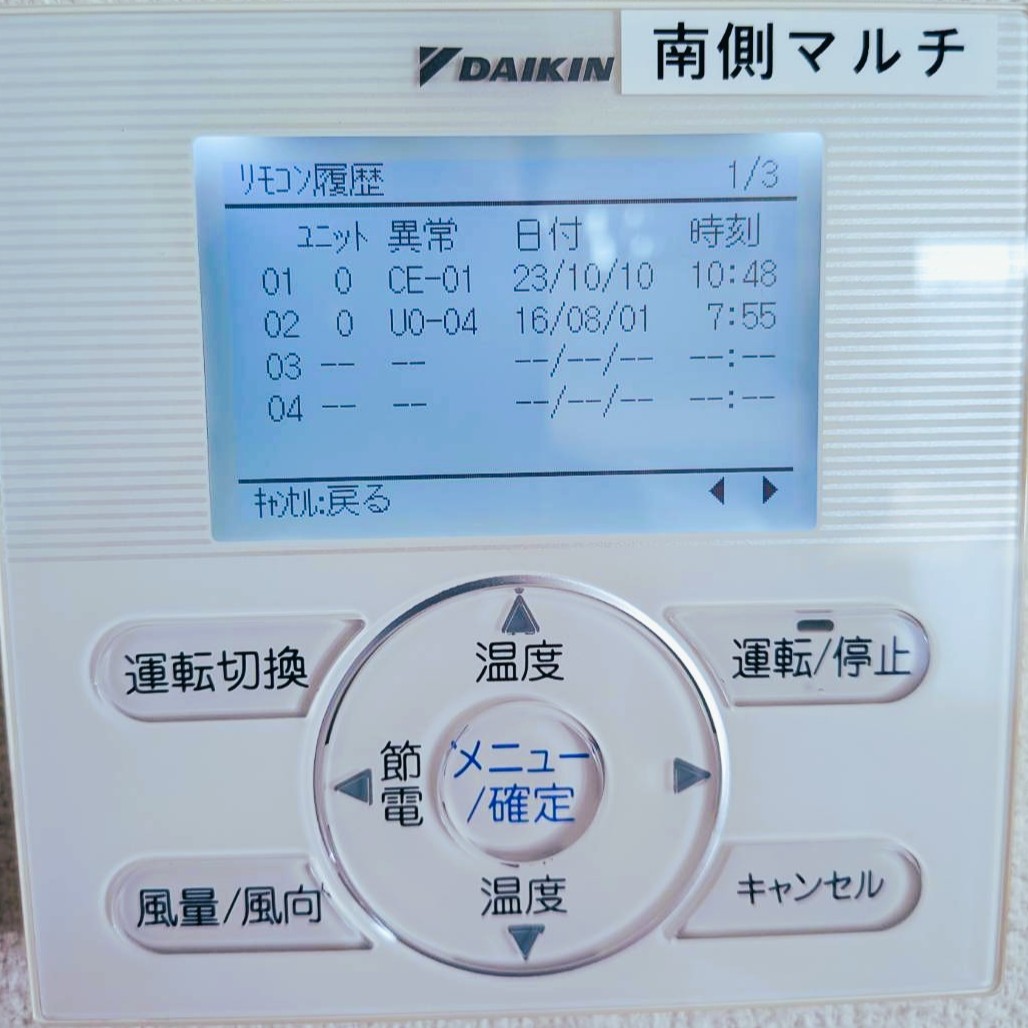 DAIKIN
南側マルチ
リモコン履歴 1/3
ユニット 異常 日付 時刻
01 0 CE-01 23/10/10 10:48
02 0 U0-04 16/08/01 7:55
03 -- -- --/--/-- --:--
04 -- -- --/--/-- --:--
キャンセル:戻る ◀ ▶
▲
温度
運転切換
運転/停止
◀ 節電
メニュー
/確定
▶
風量/風向
温度
▼
キャンセル